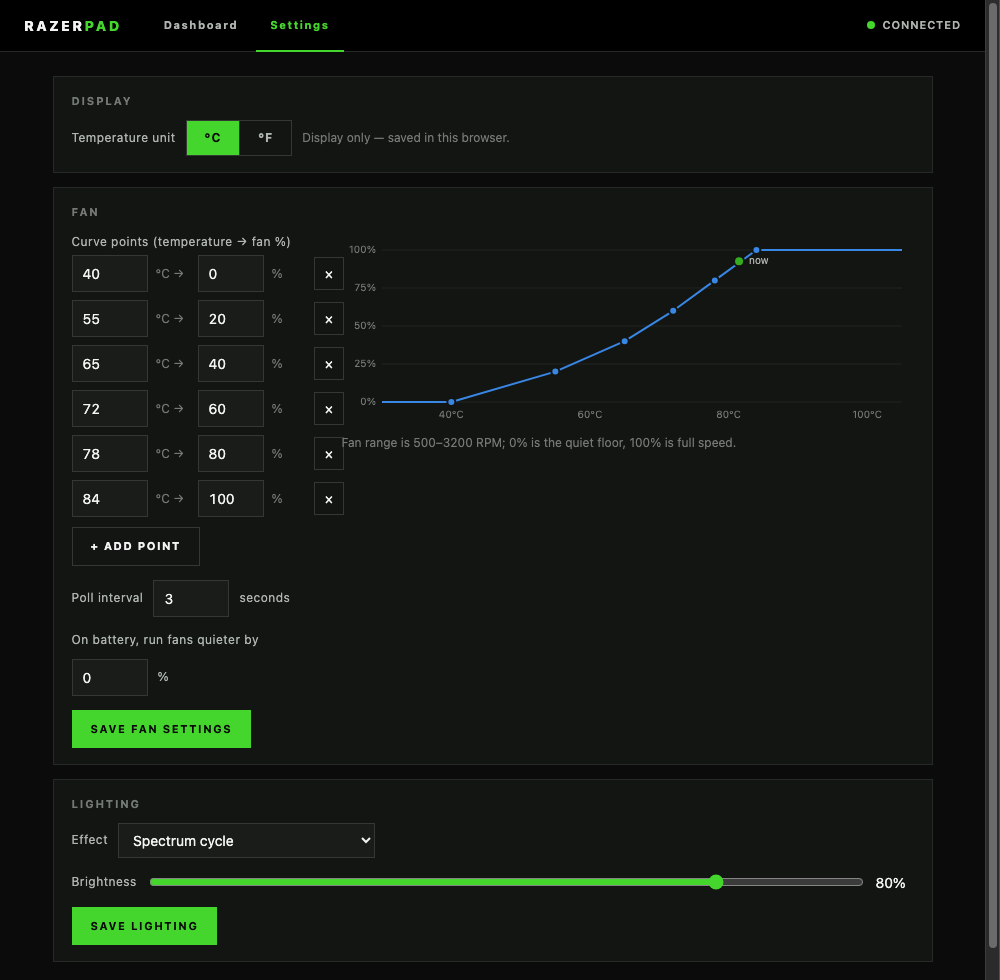 RAZERPAD Dashboard Settings CONNECTED
DISPLAY
Temperature unit °C °F Display only — saved in this browser.
FAN
Curve points (temperature → fan %)
40 °C → 0 % ×
55 °C → 20 % ×
65 °C → 40 % ×
72 °C → 60 % ×
78 °C → 80 % ×
84 °C → 100 % ×
+ ADD POINT
Poll interval 3 seconds
On battery, run fans quieter by
0 %
SAVE FAN SETTINGS
100%
75%
50%
25%
0%
now
40°C 60°C 80°C 100°C
Fan range is 500–3200 RPM; 0% is the quiet floor, 100% is full speed.
LIGHTING
Effect Spectrum cycle
Brightness 80%
SAVE LIGHTING